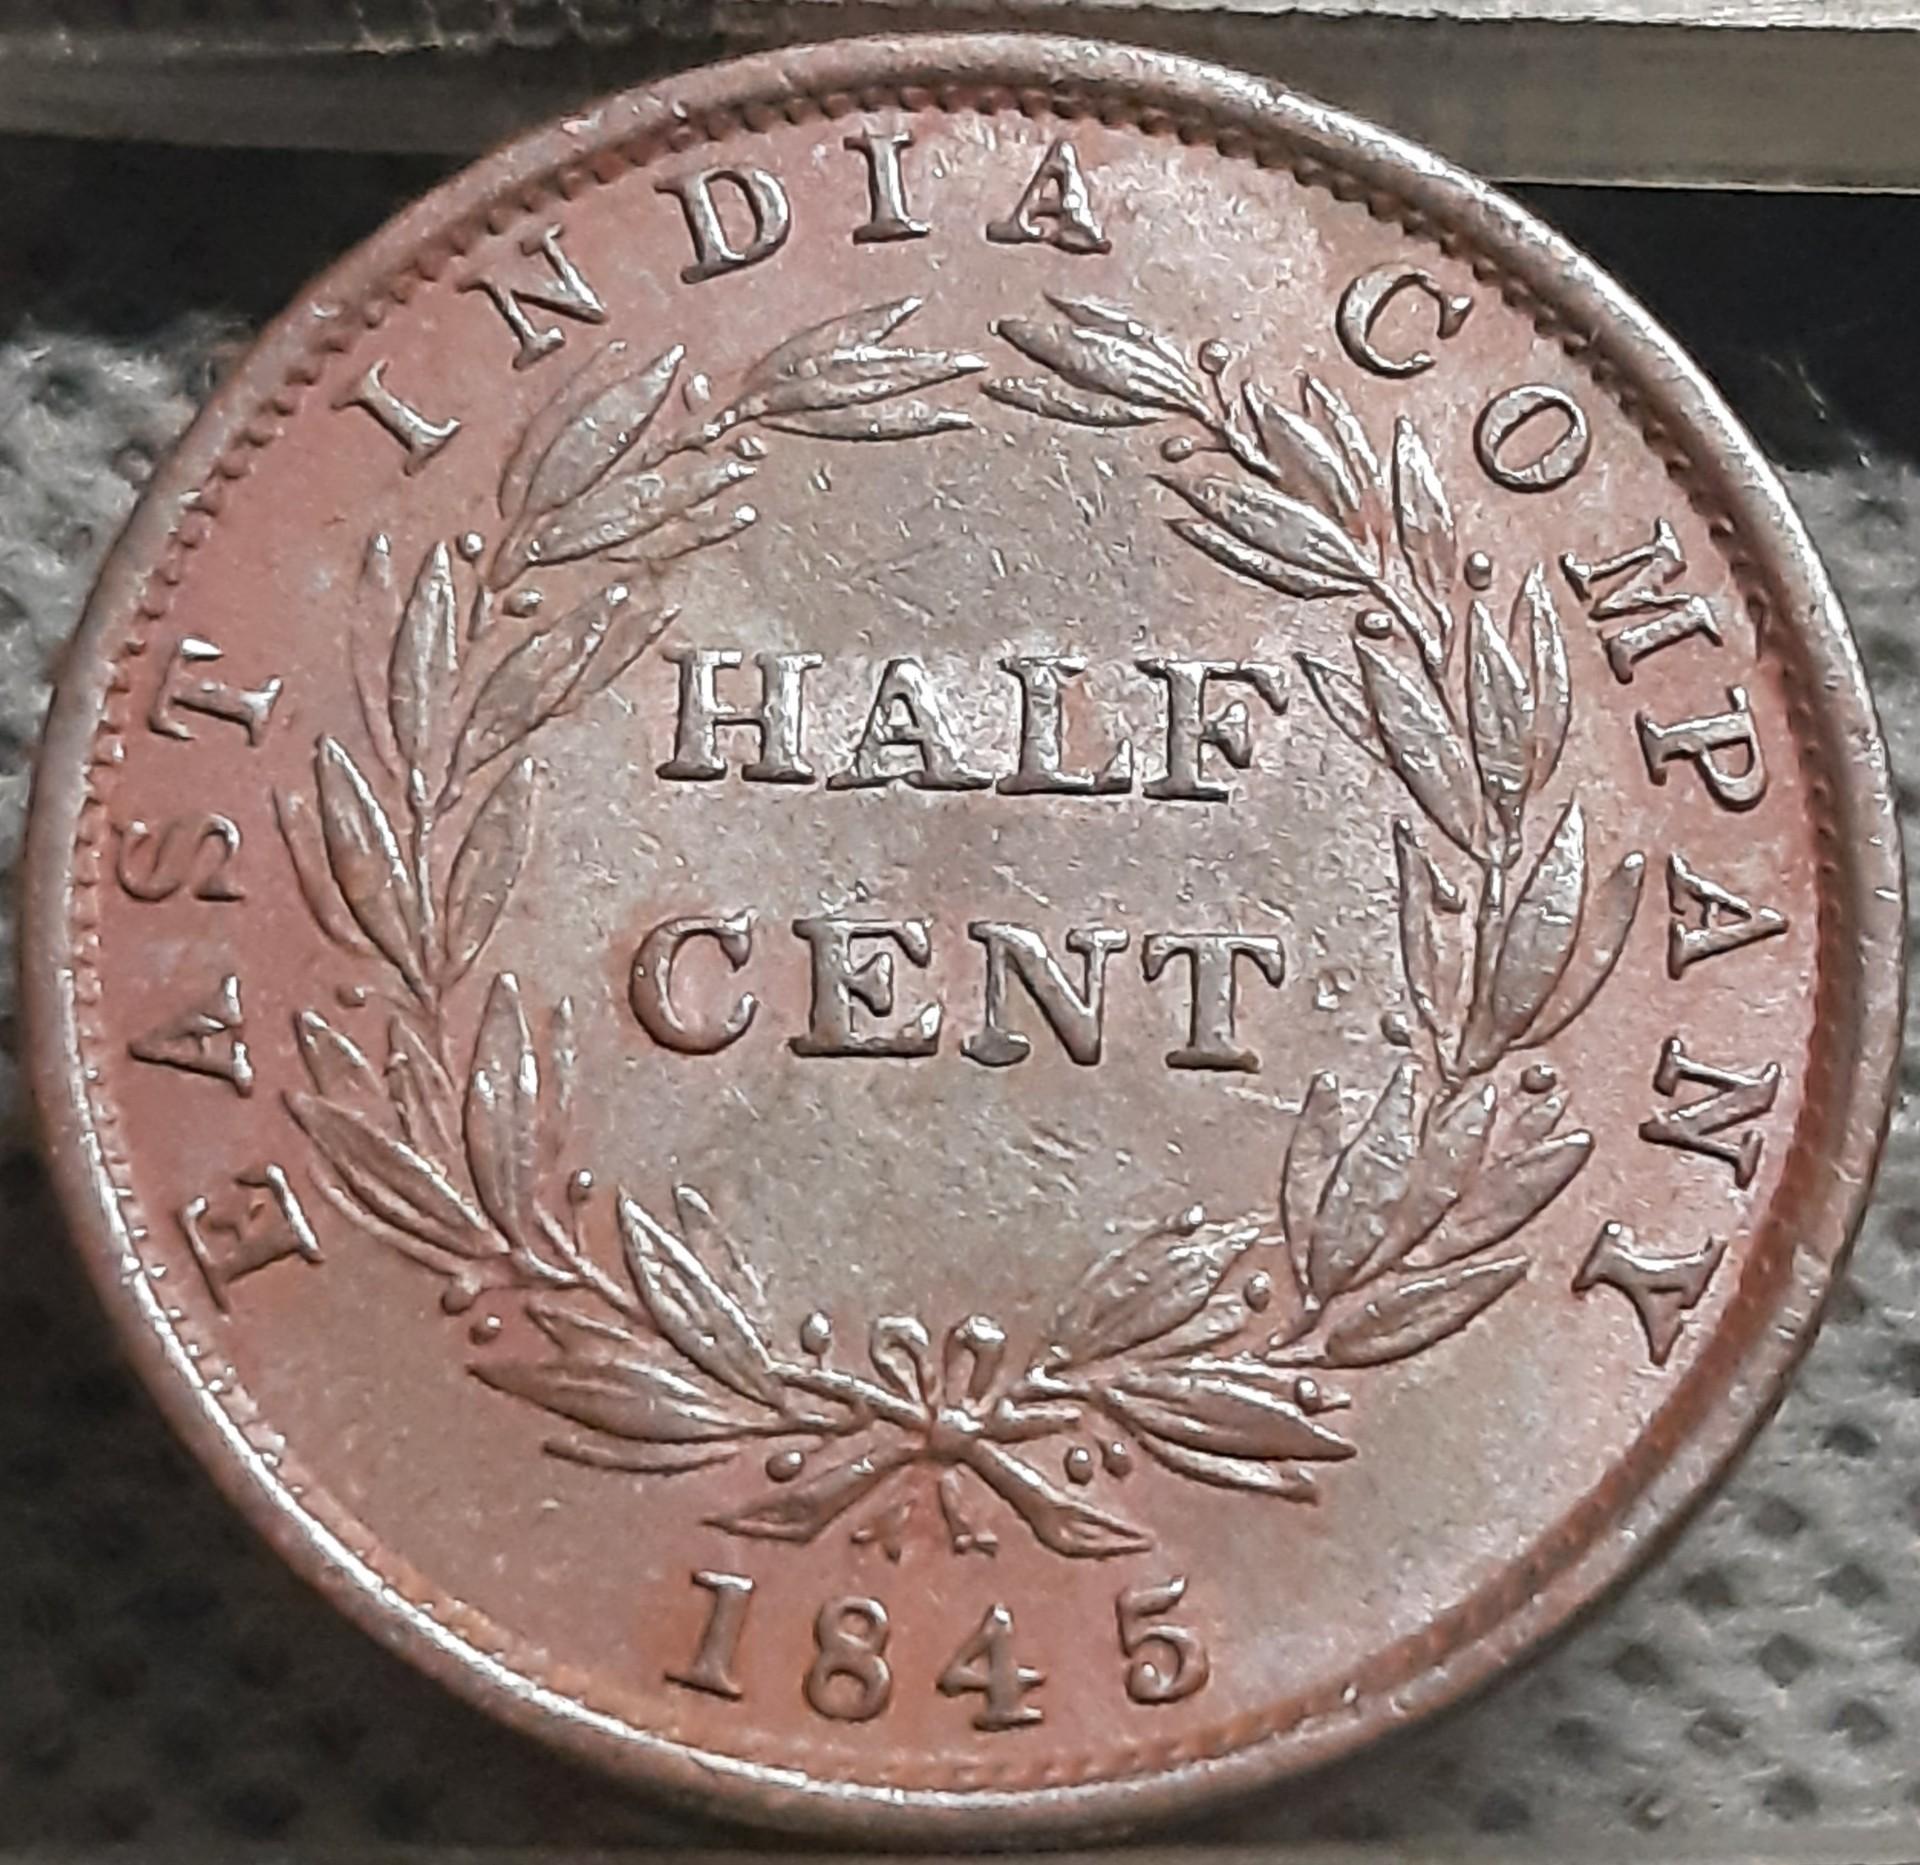 EAST INDIA COMPANY
HALF
CENT
1845